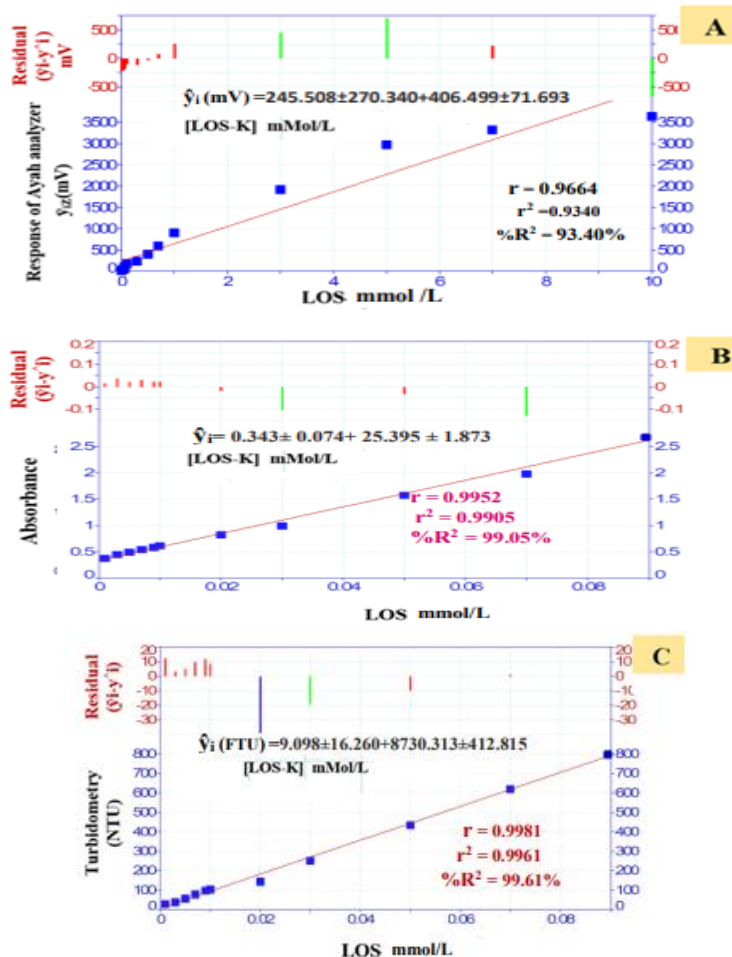 A
Residual
(ȳi-y^i)
mV
500
0
-500
500
0
-500
ŷi (mV) =245.508±270.340+406.499±71.693
[LOS-K] mMol/L
Response of Ayah analyzer
ȳi2(mV)
3500
3000
2500
2000
1500
1000
500
0
3500
3000
2500
2000
1500
1000
500
0
r = 0.9664
r² =0.9340
%R² = 93.40%
0 2 4 6 8 10
LOS mmol /L
B
Residual
(ȳi-y^i)
0.2
0.1
0
-0.1
0.2
0.1
0
-0.1
ŷi= 0.343± 0.074+ 25.395 ± 1.873
[LOS-K] mMol/L
Absorbance
2.5
2
1.5
1
0.5
0
2.5
2
1.5
1
0.5
0
r = 0.9952
r² = 0.9905
%R² = 99.05%
0 0.02 0.04 0.06 0.08
LOS mmol/L
C
Residual
(ȳi-y^i)
20
10
0
-10
-20
-30
20
10
0
-10
-20
-30
ŷi (FTU) =9.098±16.260+8730.313±412.815
[LOS-K] mMol/L
Turbidometry
(NTU)
800
700
600
500
400
300
200
100
0
800
700
600
500
400
300
200
100
0
r = 0.9981
r² = 0.9961
%R² = 99.61%
0 0.02 0.04 0.06 0.08
LOS mmol/L